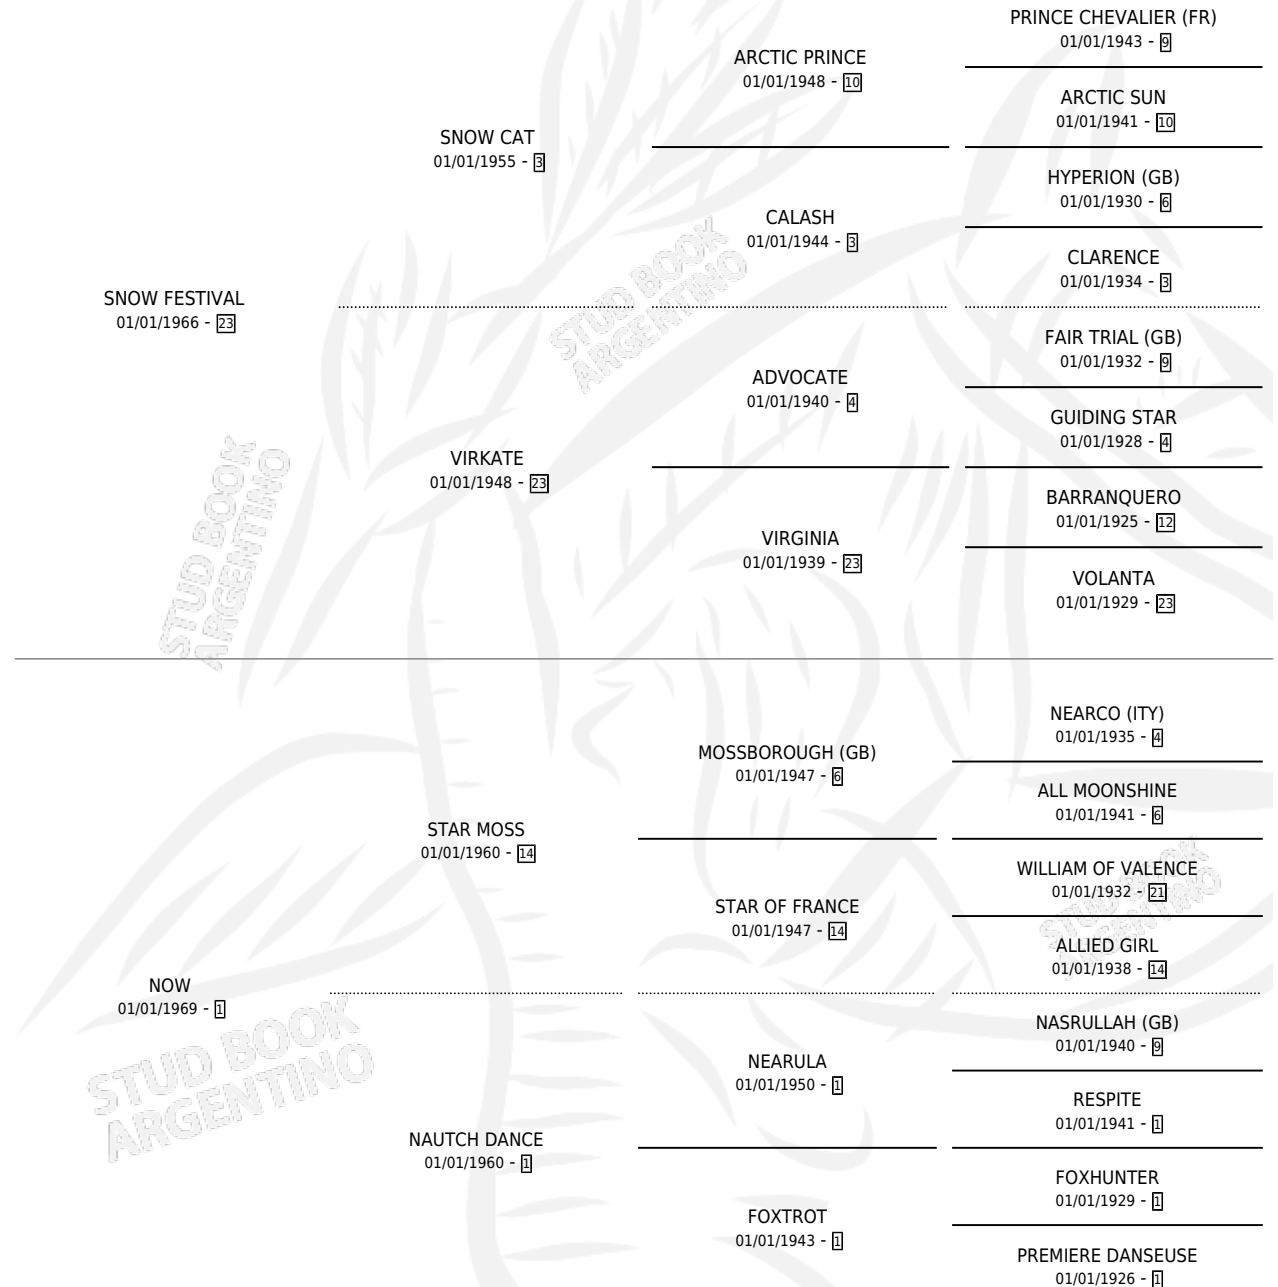 PRINCE CHEVALIER (FR)
01/01/1943 - 9
ARCTIC PRINCE
01/01/1948 - 10
ARCTIC SUN
01/01/1941 - 10
SNOW CAT
01/01/1955 - 3
HYPERION (GB)
01/01/1930 - 6
CALASH
01/01/1944 - 3
CLARENCE
01/01/1934 - 3
SNOW FESTIVAL
01/01/1966 - 23
STUD BOOK
ARGENTINO
FAIR TRIAL (GB)
01/01/1932 - 9
ADVOCATE
01/01/1940 - 4
GUIDING STAR
01/01/1928 - 4
VIRKATE
01/01/1948 - 23
BARRANQUERO
01/01/1925 - 12
VIRGINIA
01/01/1939 - 23
VOLANTA
01/01/1929 - 23
STUD BOOK
ARGENTINO
NEARCO (ITY)
01/01/1935 - 4
MOSSBOROUGH (GB)
01/01/1947 - 6
ALL MOONSHINE
01/01/1941 - 6
STAR MOSS
01/01/1960 - 14
WILLIAM OF VALENCE
01/01/1932 - 21
STAR OF FRANCE
01/01/1947 - 14
ALLIED GIRL
01/01/1938 - 14
STUD BOOK
ARGENTINO
NOW
01/01/1969 - 1
NASRULLAH (GB)
01/01/1940 - 9
NEARULA
01/01/1950 - 1
RESPITE
01/01/1941 - 1
STUD BOOK
ARGENTINO
NAUTCH DANCE
01/01/1960 - 1
FOXHUNTER
01/01/1929 - 1
FOXTROT
01/01/1943 - 1
PREMIERE DANSEUSE
01/01/1926 - 1